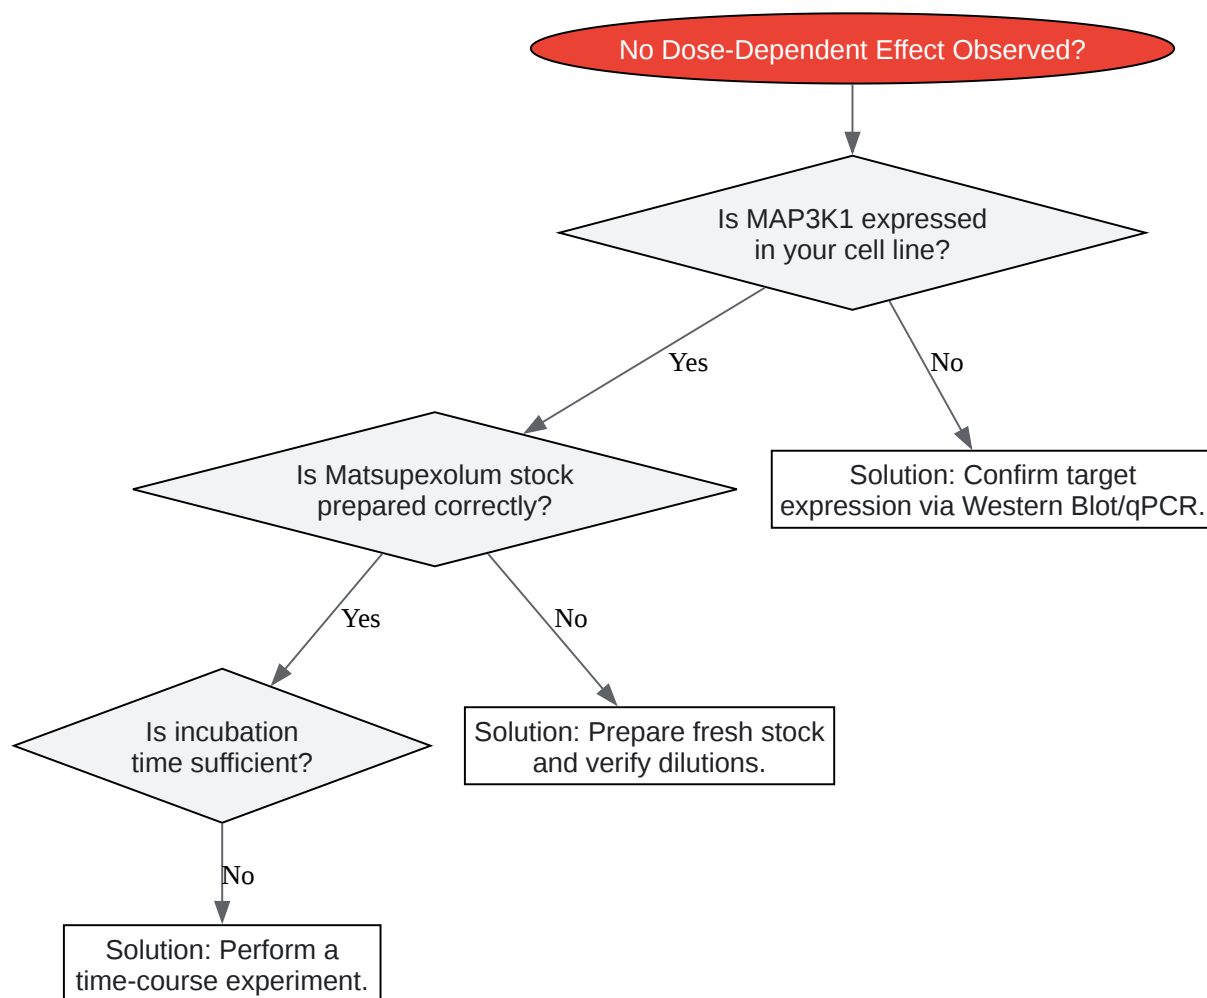 No Dose-Dependent Effect Observed?
Is MAP3K1 expressed
in your cell line?
Yes
No
Is Matsupexolum stock
prepared correctly?
Solution: Confirm target
expression via Western Blot/qPCR.
Yes
No
Is incubation
time sufficient?
Solution: Prepare fresh stock
and verify dilutions.
No
Solution: Perform a
time-course experiment.